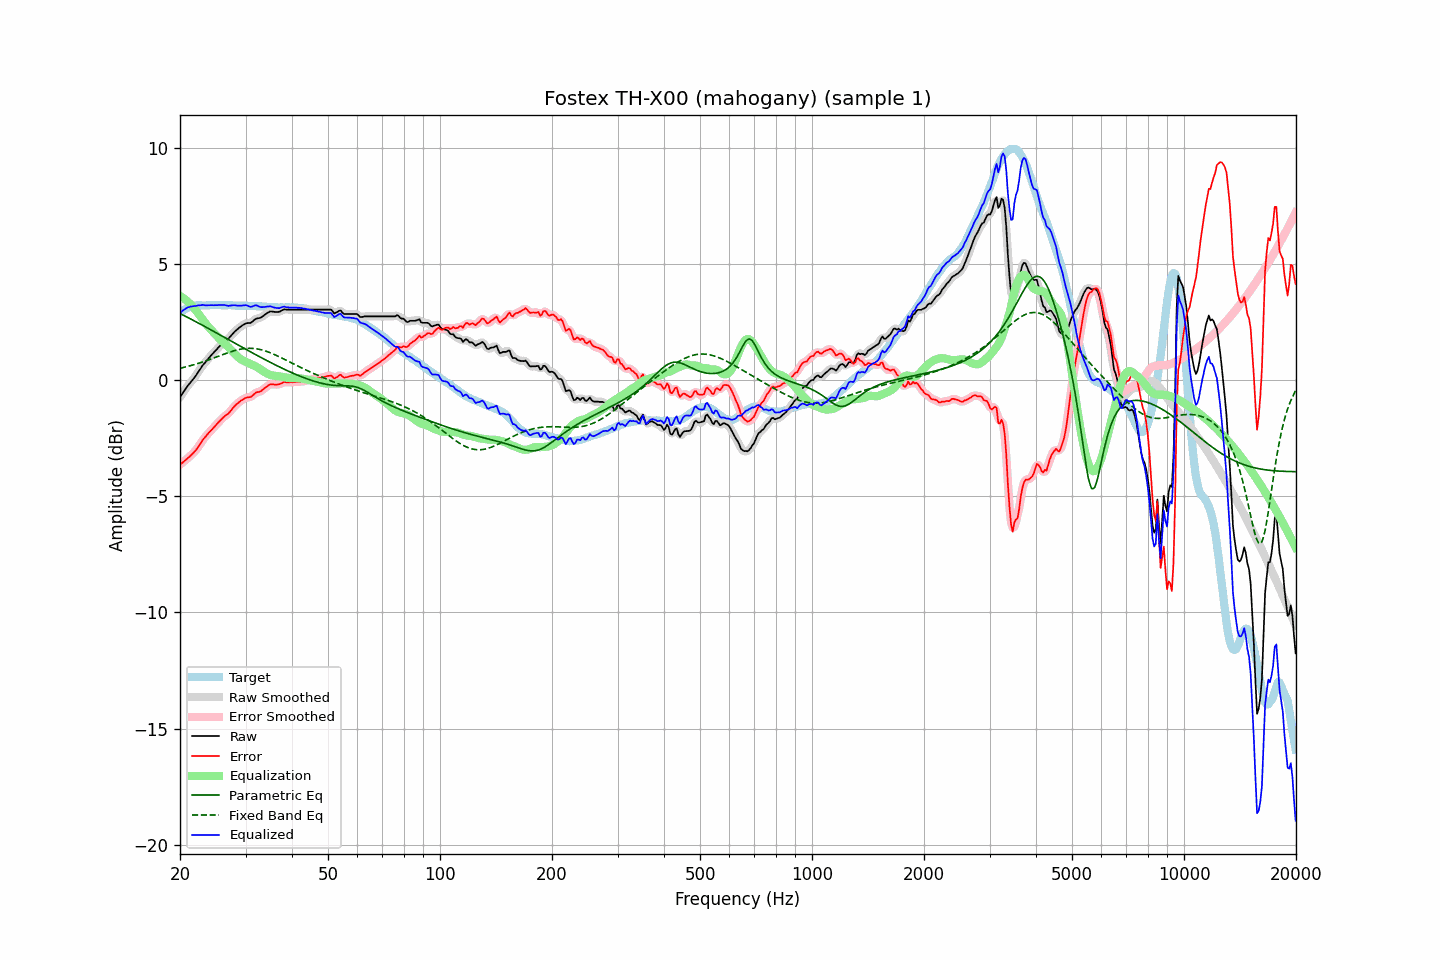 Fostex TH-X00 (mahogany) (sample 1)
Amplitude (dBr)
10
5
0
−5
−10
−15
−20
Target
Raw Smoothed
Error Smoothed
Raw
Error
Equalization
Parametric Eq
Fixed Band Eq
Equalized
20 50 100 200 500 1000 2000 5000 10000 20000
Frequency (Hz)